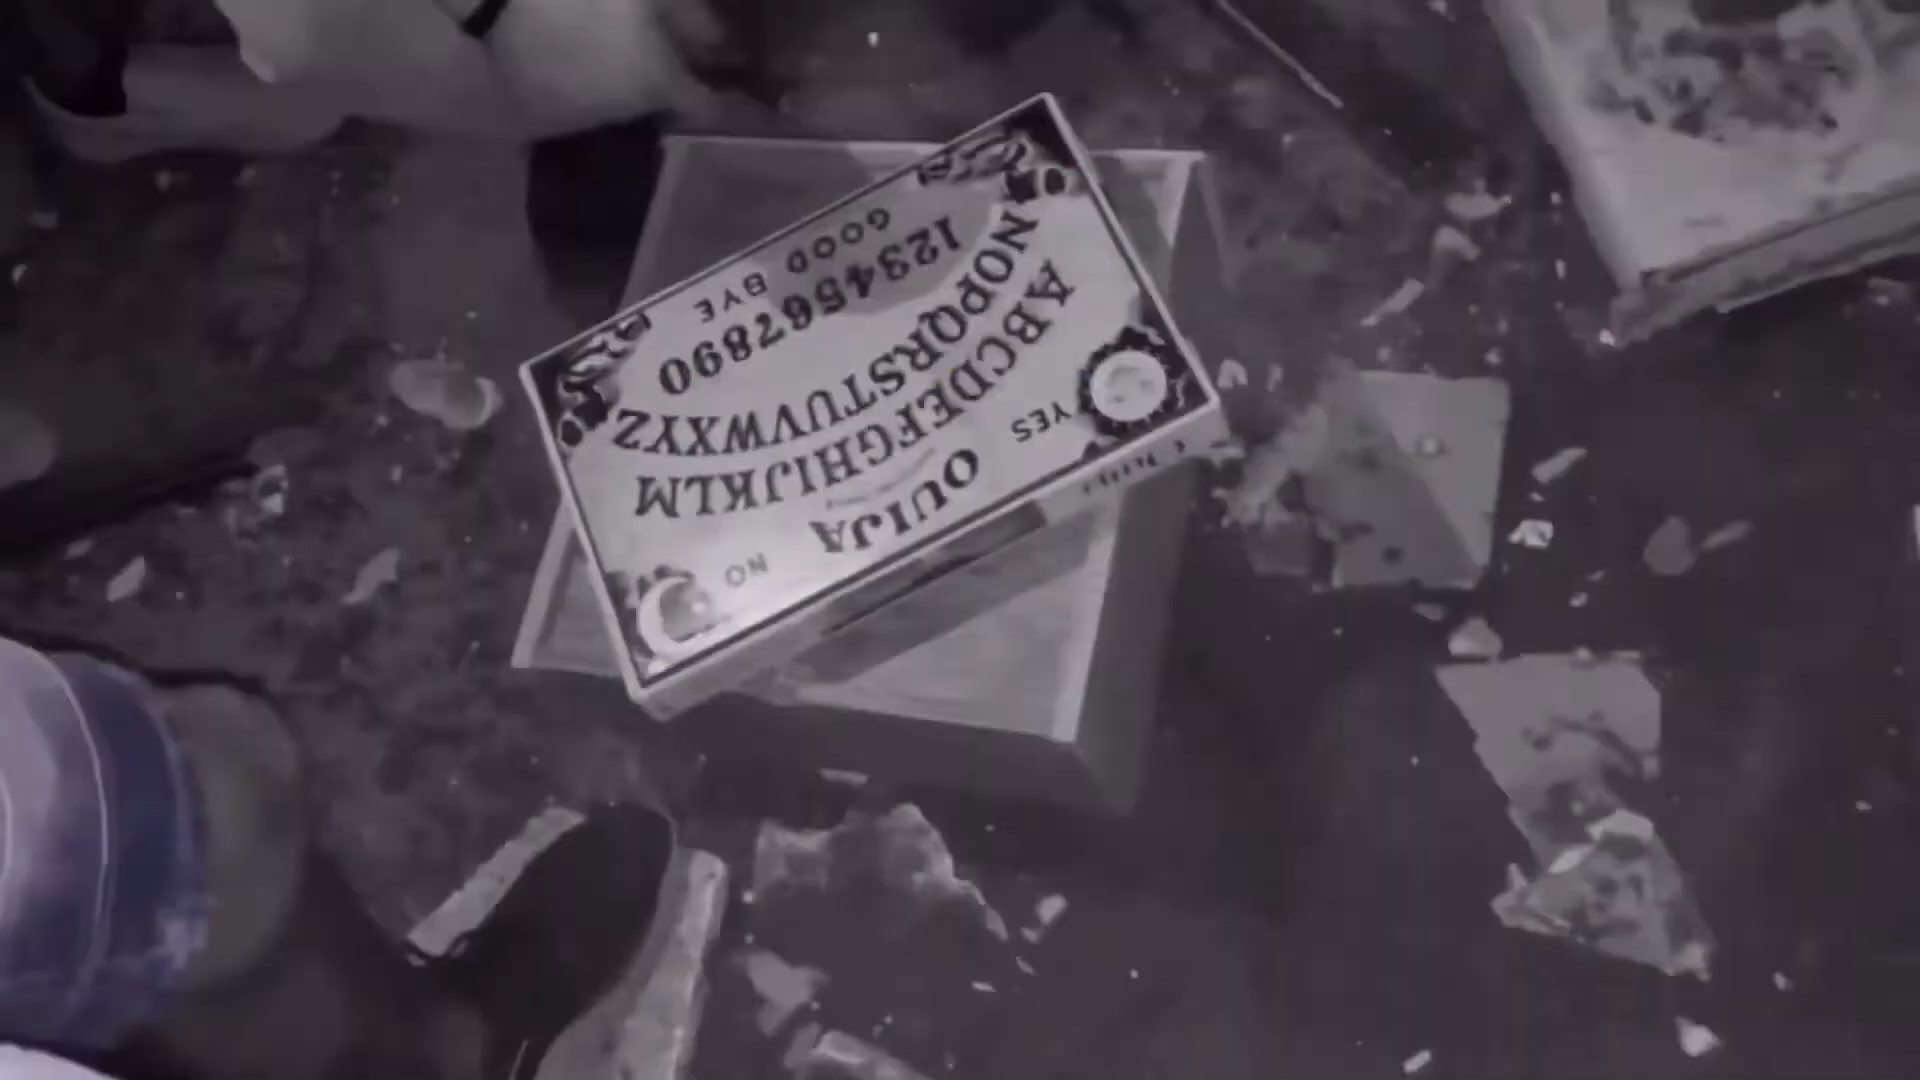 YES OUIJA NO
ABCDEFGHIJKLM
NOPQRSTUVWXYZ
1234567890
GOOD BYE